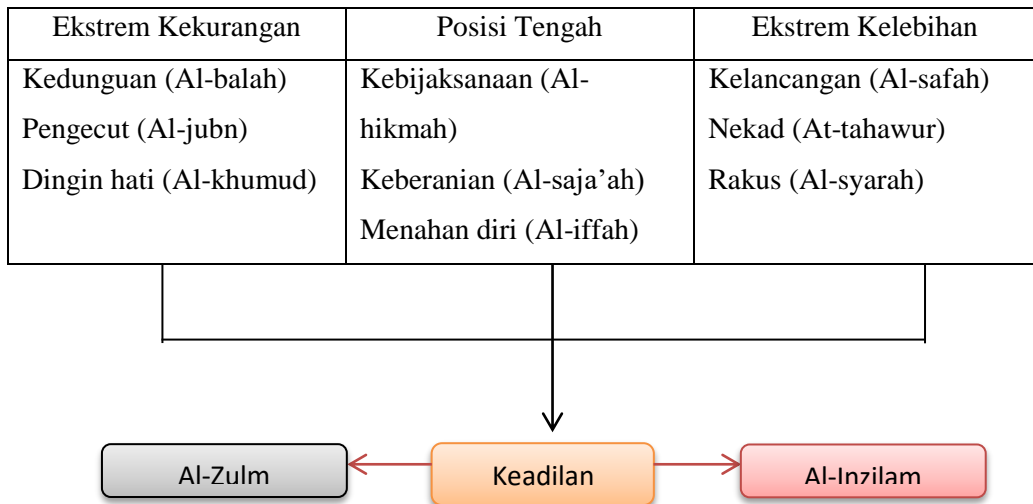 Ekstrem Kekurangan
Posisi Tengah
Ekstrem Kelebihan
Kedunguan (Al-balah)
Pengecut (Al-jubn)
Dingin hati (Al-khumud)
Kebijaksanaan (Al-
hikmah)
Keberanian (Al-saja’ah)
Menahan diri (Al-iffah)
Kelancangan (Al-safah)
Nekad (At-tahawur)
Rakus (Al-syarah)
Al-Zulm
Keadilan
Al-Inzilam